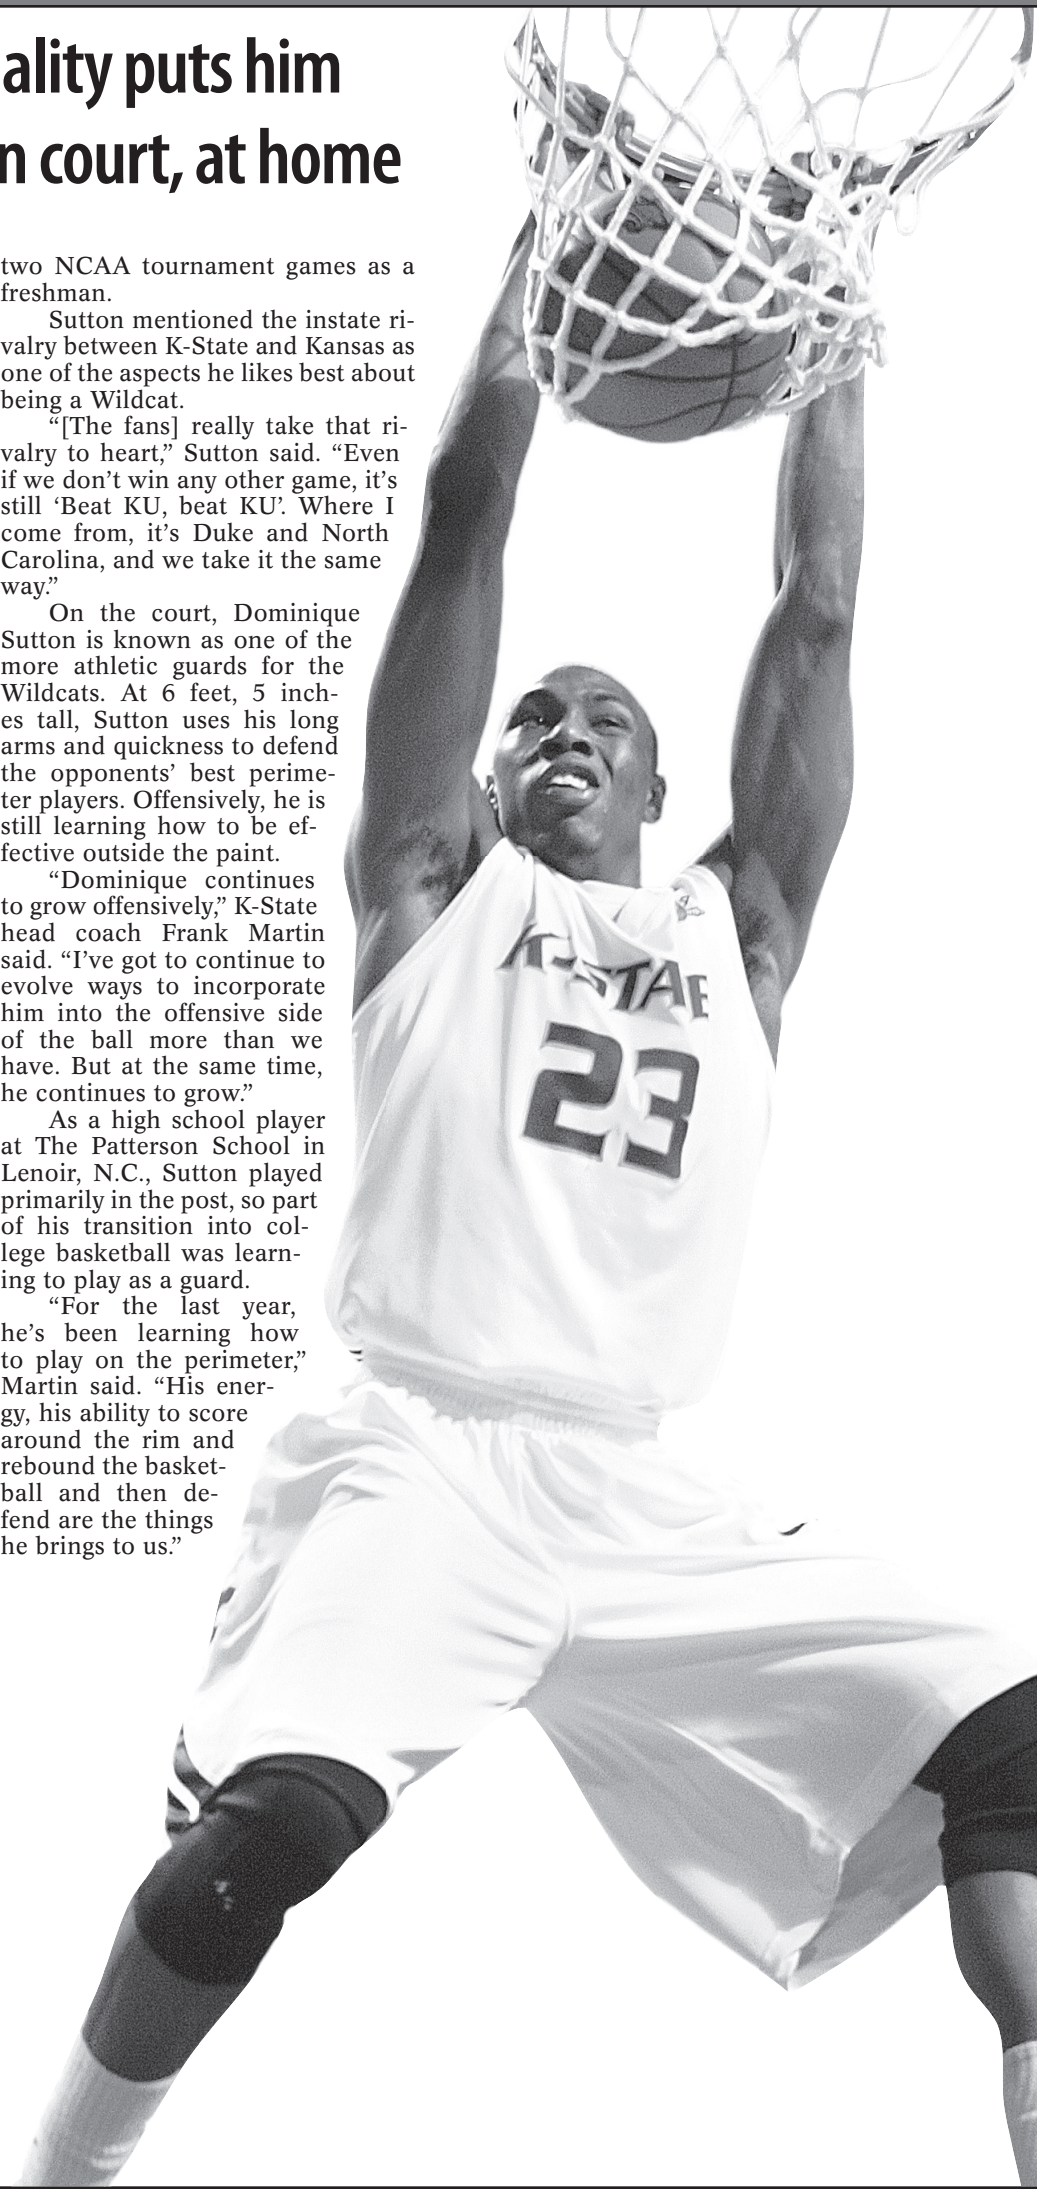 ality puts him
n court, at home
two NCAA tournament games as a
freshman.
Sutton mentioned the instate ri-
valry between K-State and Kansas as
one of the aspects he likes best about
being a Wildcat.
“[The fans] really take that ri-
valry to heart,” Sutton said. “Even
if we don’t win any other game, it’s
still ‘Beat KU, beat KU’. Where I
come from, it’s Duke and North
Carolina, and we take it the same
way.”
On the court, Dominique
Sutton is known as one of the
more athletic guards for the
Wildcats. At 6 feet, 5 inch-
es tall, Sutton uses his long
arms and quickness to defend
the opponents’ best perime-
ter players. Offensively, he is
still learning how to be ef-
fective outside the paint.
“Dominique continues
to grow offensively,” K-State
head coach Frank Martin
said. “I’ve got to continue to
evolve ways to incorporate
him into the offensive side
of the ball more than we
have. But at the same time,
he continues to grow.”
As a high school player
at The Patterson School in
Lenoir, N.C., Sutton played
primarily in the post, so part
of his transition into col-
lege basketball was learn-
ing to play as a guard.
“For the last year,
he’s been learning how
to play on the perimeter,”
Martin said. “His ener-
gy, his ability to score
around the rim and
rebound the basket-
ball and then de-
fend are the things
he brings to us.”
K-STATE
23